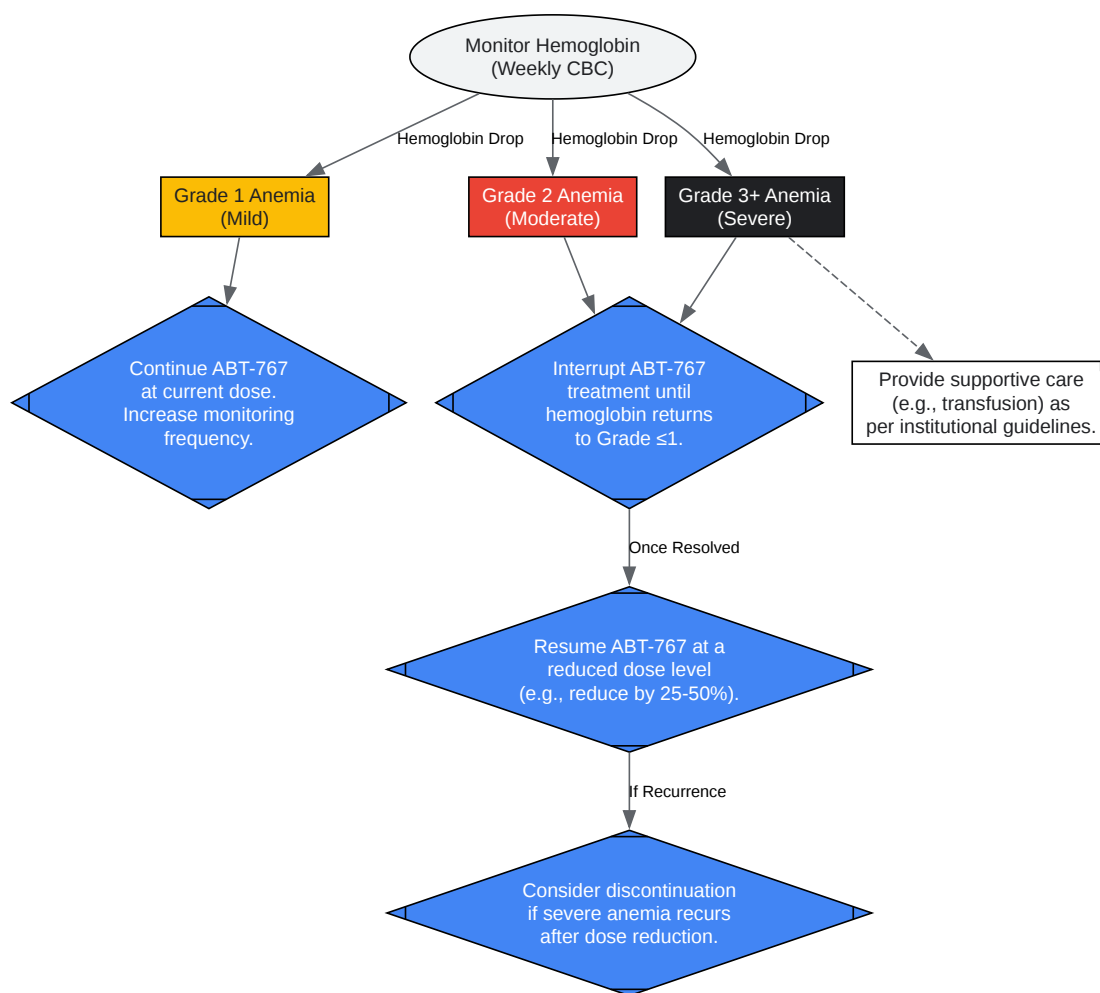 Monitor Hemoglobin
(Weekly CBC)
Hemoglobin Drop
Hemoglobin Drop
Hemoglobin Drop
Grade 1 Anemia
(Mild)
Grade 2 Anemia
(Moderate)
Grade 3+ Anemia
(Severe)
Continue ABT-767
at current dose.
Increase monitoring
frequency.
Interrupt ABT-767
treatment until
hemoglobin returns
to Grade ≤1.
Provide supportive care
(e.g., transfusion) as
per institutional guidelines.
Once Resolved
Resume ABT-767 at a
reduced dose level
(e.g., reduce by 25-50%).
If Recurrence
Consider discontinuation
if severe anemia recurs
after dose reduction.